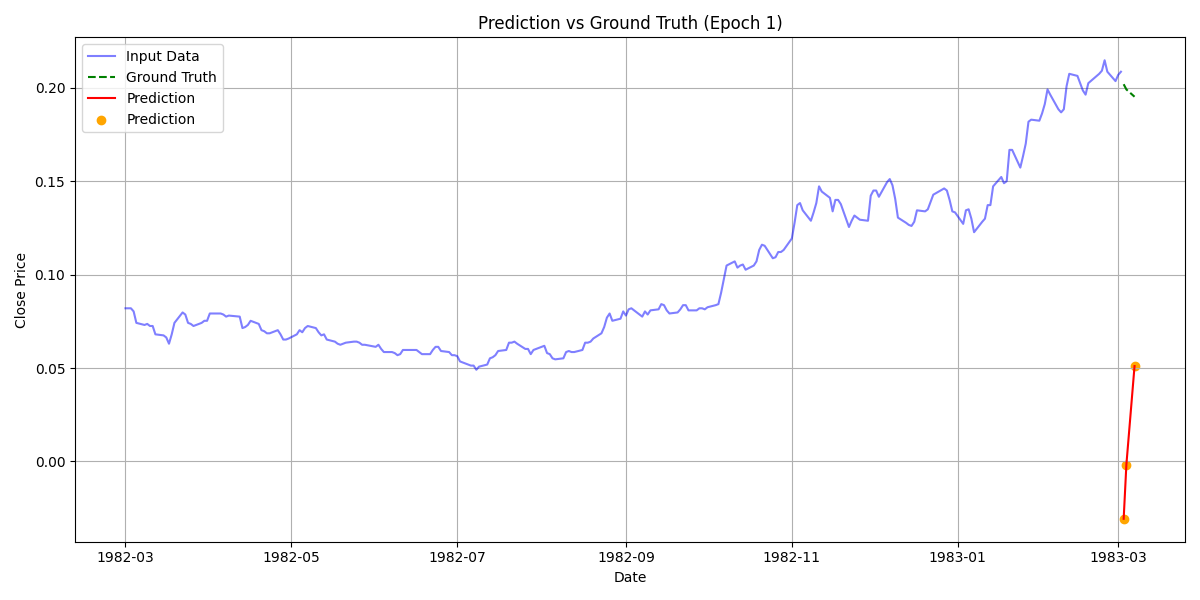 Prediction vs Ground Truth (Epoch 1)
Input Data
Ground Truth
Prediction
Prediction
Close Price
0.20
0.15
0.10
0.05
0.00
1982-03
1982-05
1982-07
1982-09
1982-11
1983-01
1983-03
Date